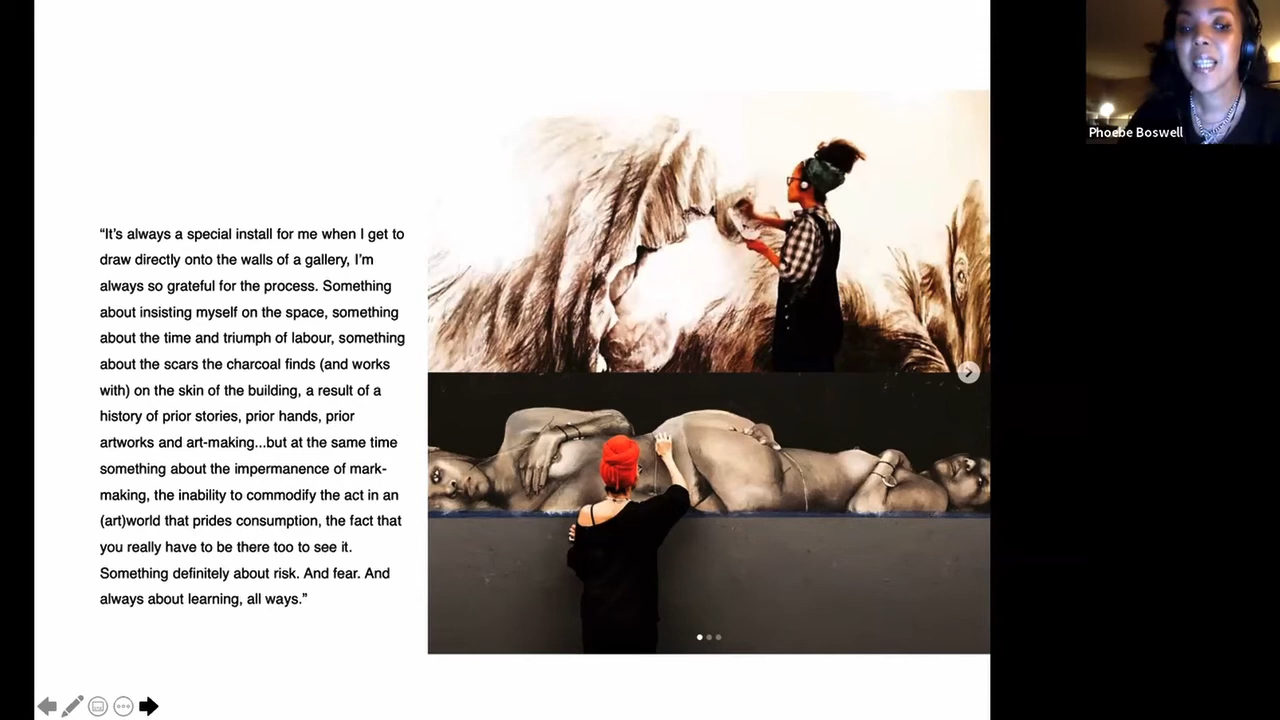 “It’s always a special install for me when I get to
draw directly onto the walls of a gallery, I’m
always so grateful for the process. Something
about insisting myself on the space, something
about the time and triumph of labour, something
about the scars the charcoal finds (and works
with) on the skin of the building, a result of a
history of prior stories, prior hands, prior
artworks and art-making...but at the same time
something about the impermanence of mark-
making, the inability to commodify the act in an
(art)world that prides consumption, the fact that
you really have to be there too to see it.
Something definitely about risk. And fear. And
always about learning, all ways.”
Phoebe Boswell